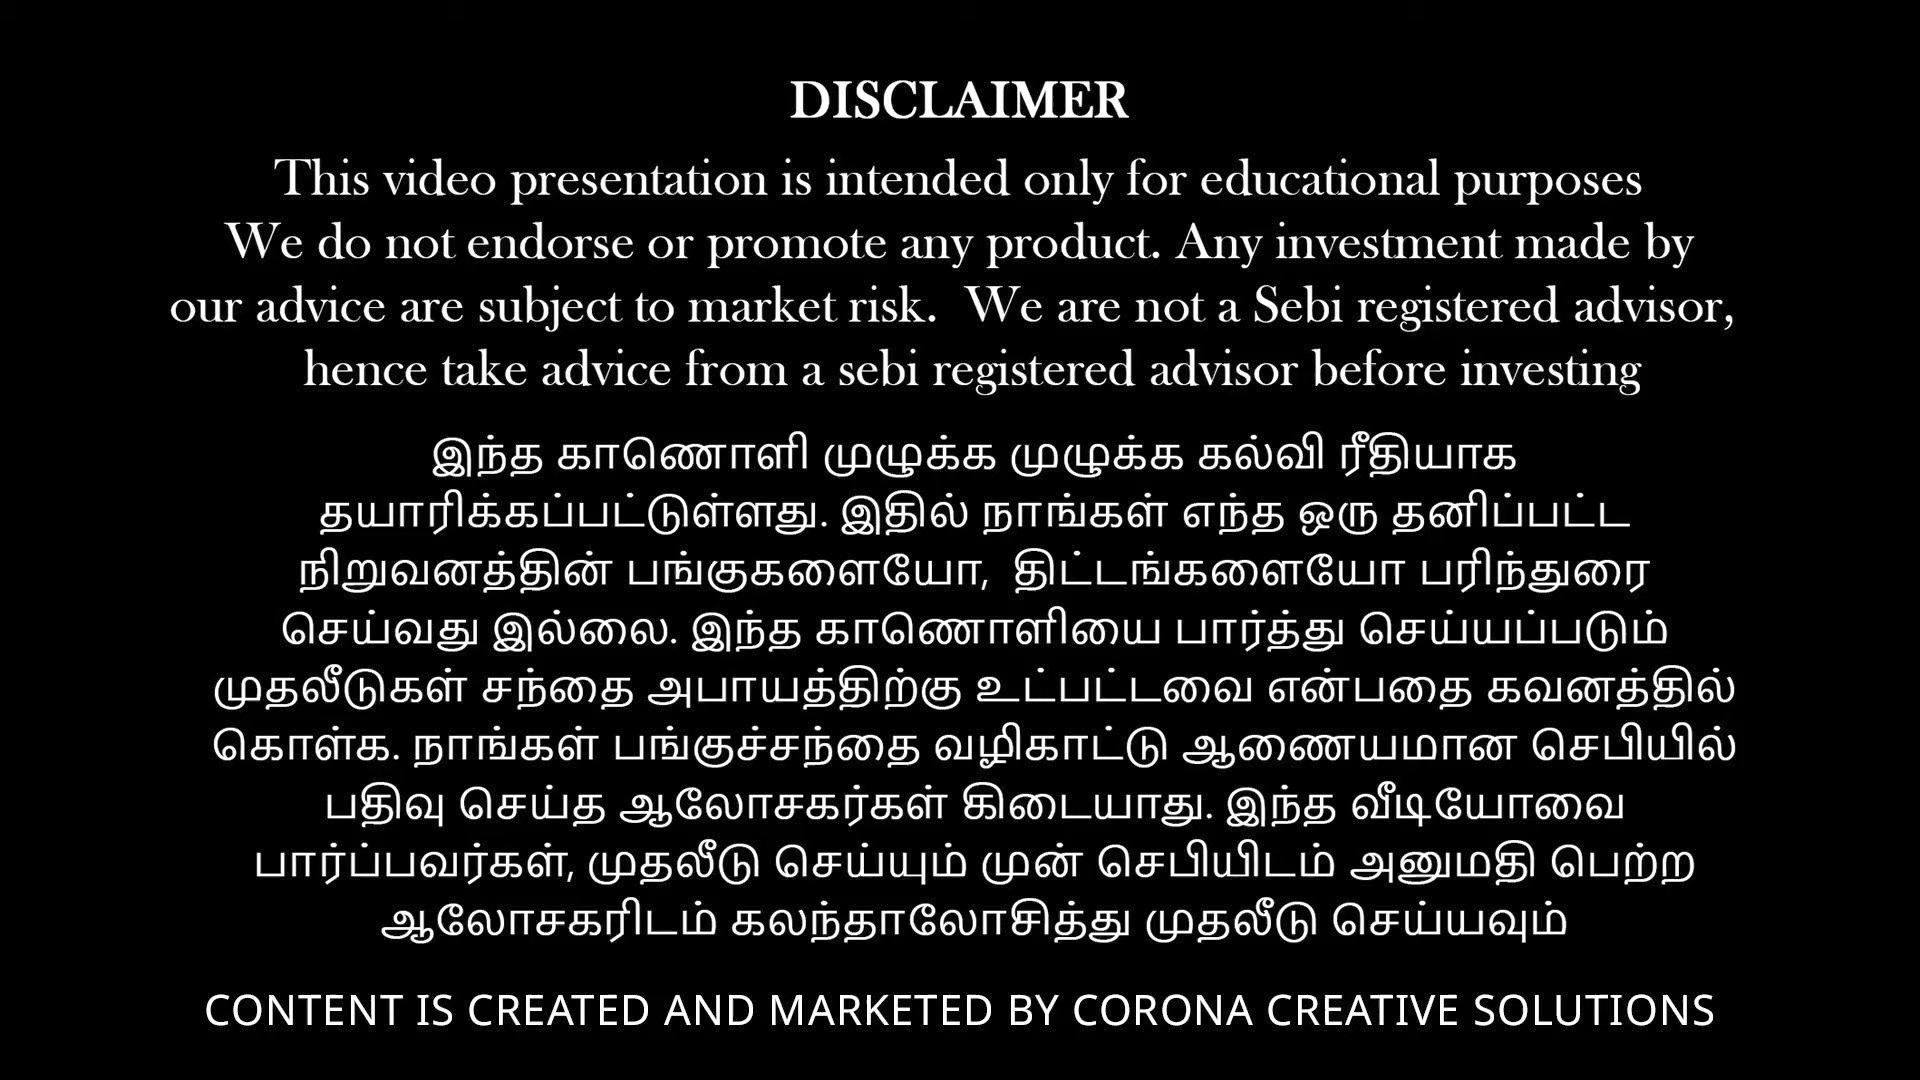 DISCLAIMER
This video presentation is intended only for educational purposes
We do not endorse or promote any product. Any investment made by
our advice are subject to market risk.  We are not a Sebi registered advisor,
hence take advice from a sebi registered advisor before investing
இந்த காணொளி முழுக்க முழுக்க கல்வி ரீதியாக
தயாரிக்கப்பட்டுள்ளது. இதில் நாங்கள் எந்த ஒரு தனிப்பட்ட
நிறுவனத்தின் பங்குகளையோ,  திட்டங்களையோ பரிந்துரை
செய்வது இல்லை. இந்த காணொளியை பார்த்து செய்யப்படும்
முதலீடுகள் சந்தை அபாயத்திற்கு உட்பட்டவை என்பதை கவனத்தில்
கொள்க. நாங்கள் பங்குச்சந்தை வழிகாட்டு ஆணையமான செபியில்
பதிவு செய்த ஆலோசகர்கள் கிடையாது. இந்த வீடியோவை
பார்ப்பவர்கள், முதலீடு செய்யும் முன் செபியிடம் அனுமதி பெற்ற
ஆலோசகரிடம் கலந்தாலோசித்து முதலீடு செய்யவும்
CONTENT IS CREATED AND MARKETED BY CORONA CREATIVE SOLUTIONS